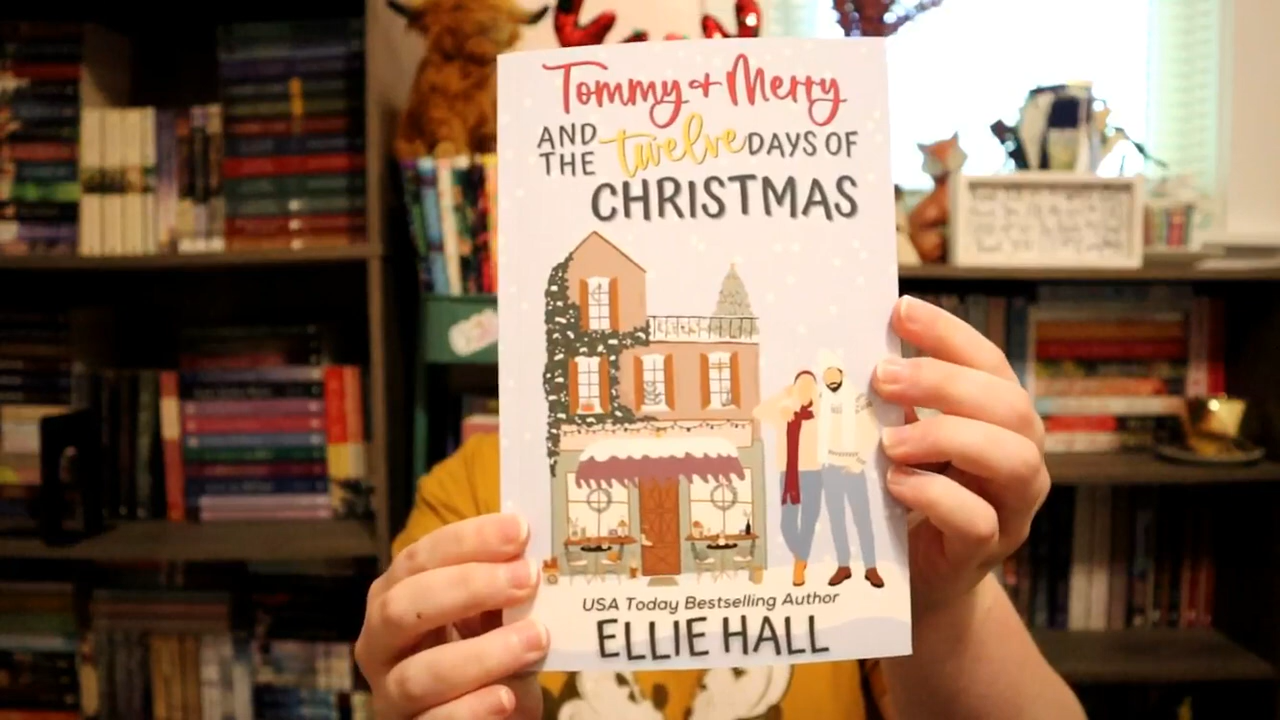 Tommy + Merry
AND THE twelve DAYS OF
CHRISTMAS
USA Today Bestselling Author
ELLIE HALL